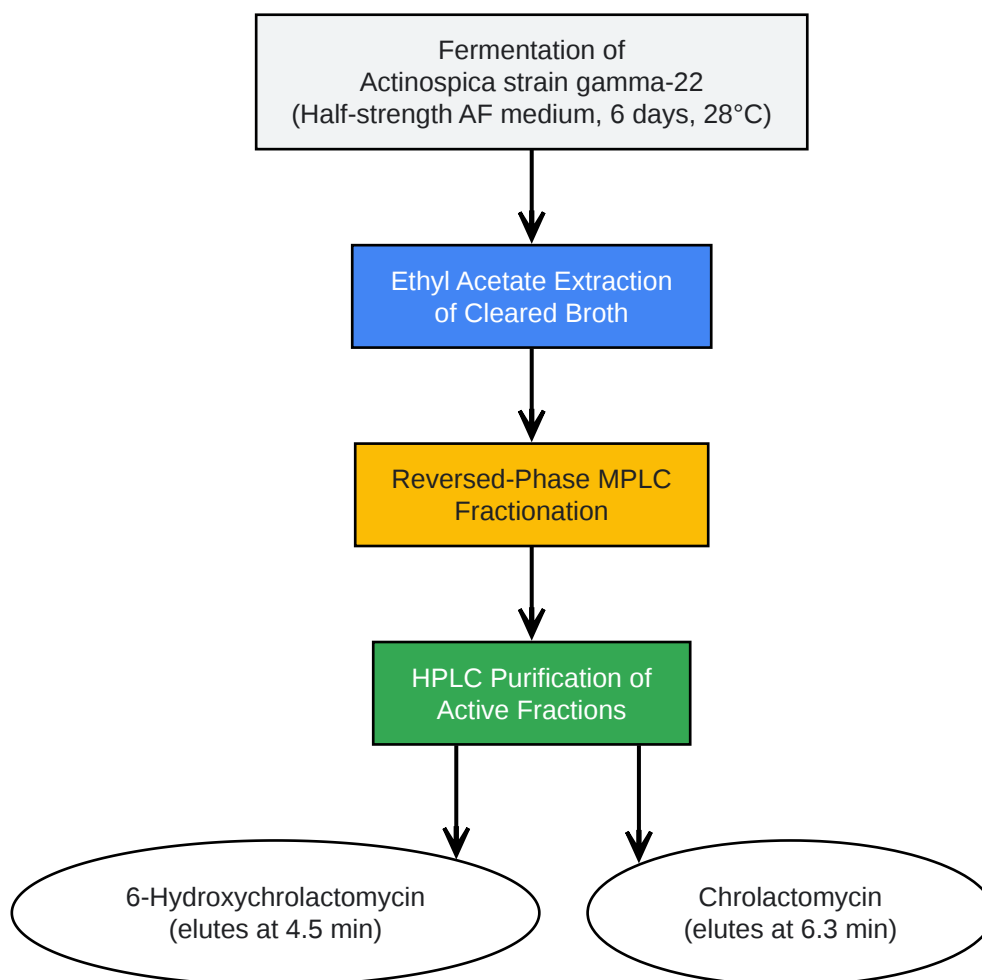 Fermentation of
Actinospica strain gamma-22
(Half-strength AF medium, 6 days, 28°C)
Ethyl Acetate Extraction
of Cleared Broth
Reversed-Phase MPLC
Fractionation
HPLC Purification of
Active Fractions
6-Hydroxychrolactomycin
(elutes at 4.5 min)
Chrolactomycin
(elutes at 6.3 min)